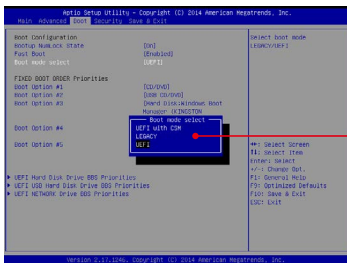 Aptio Setup Utility - Copyright (C) 2014 American Megatrends, Inc.
Main Advanced Boot Security Save & Exit
Boot Configuration
Bootup NumLock State [On]
Fast Boot [Enabled]
Boot mode select [UEFI]
FIXED BOOT ORDER Priorities
Boot Option #1 [CD/DVD]
Boot Option #2 [USB CD/DVD]
Boot Option #3 [Hard Disk:Windows Boot
Manager (KINGSTON
Boot Option #4
Boot Option #5
Boot mode select
UEFI with CSM
LEGACY
UEFI
UEFI Hard Disk Drive BBS Priorities
UEFI USB Hard Disk Drive BBS Priorities
UEFI NETWORK Drive BBS Priorities
Select boot mode
LEGACY/UEFI
→←: Select Screen
↑↓: Select Item
Enter: Select
+/-: Change Opt.
F1: General Help
F9: Optimized Defaults
F10: Save & Exit
ESC: Exit
Version 2.17.1246. Copyright (C) 2014 American Megatrends, Inc.